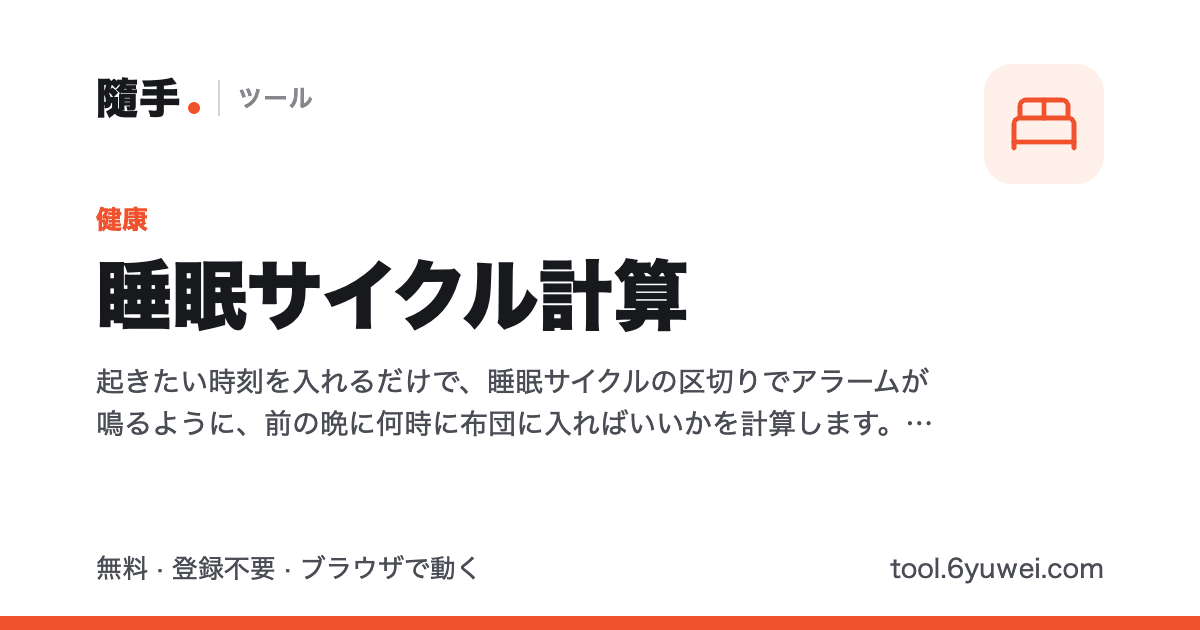 隨手.
ツール
健康
睡眠サイクル計算
起きたい時刻を入れるだけで、睡眠サイクルの区切りでアラームが
鳴るように、前の晩に何時に布団に入ればいいかを計算します。…
無料 · 登録不要 · ブラウザで動く
tool.6yuwei.com